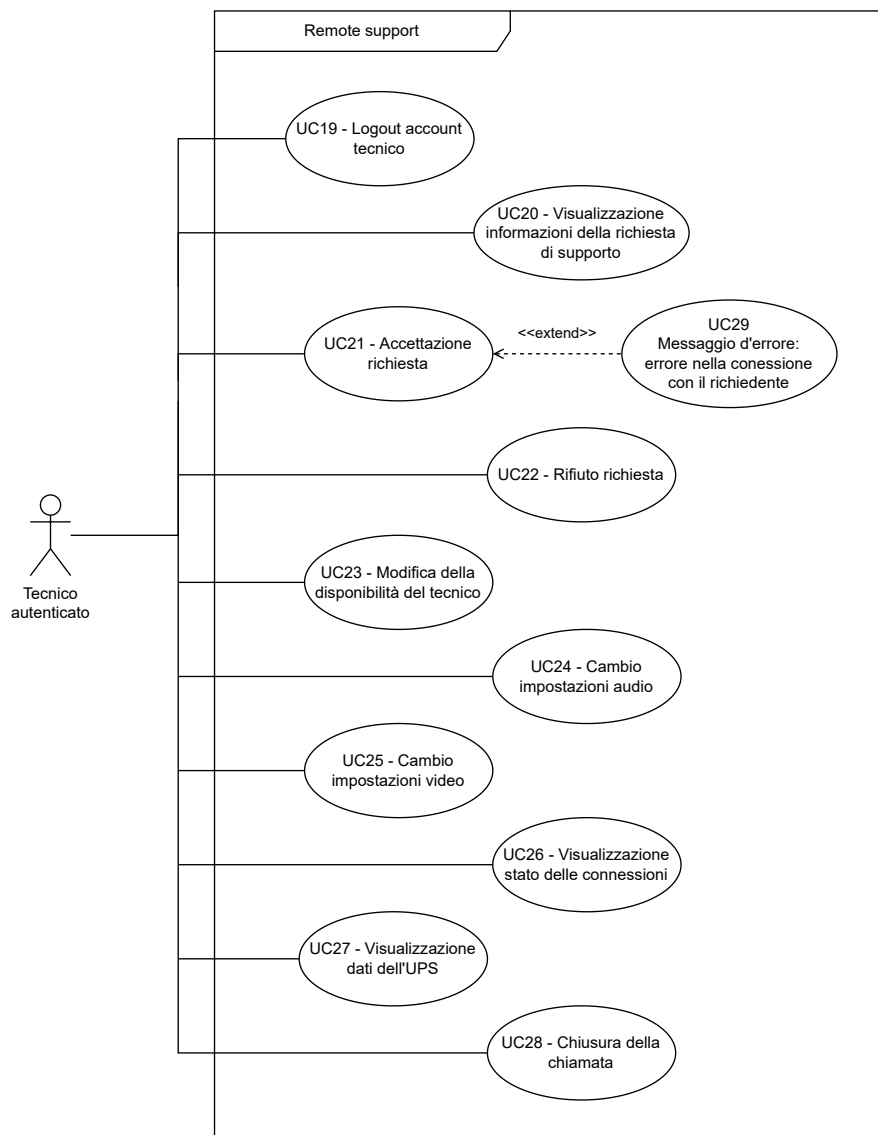 Remote support
UC19 - Logout account
tecnico
UC20 - Visualizzazione
informazioni della richiesta
di supporto
UC21 - Accettazione
richiesta
<<extend>>
UC29
Messaggio d'errore:
errore nella conessione
con il richiedente
UC22 - Rifiuto richiesta
Tecnico
autenticato
UC23 - Modifica della
disponibilità del tecnico
UC24 - Cambio
impostazioni audio
UC25 - Cambio
impostazioni video
UC26 - Visualizzazione
stato delle connessioni
UC27 - Visualizzazione
dati dell'UPS
UC28 - Chiusura della
chiamata